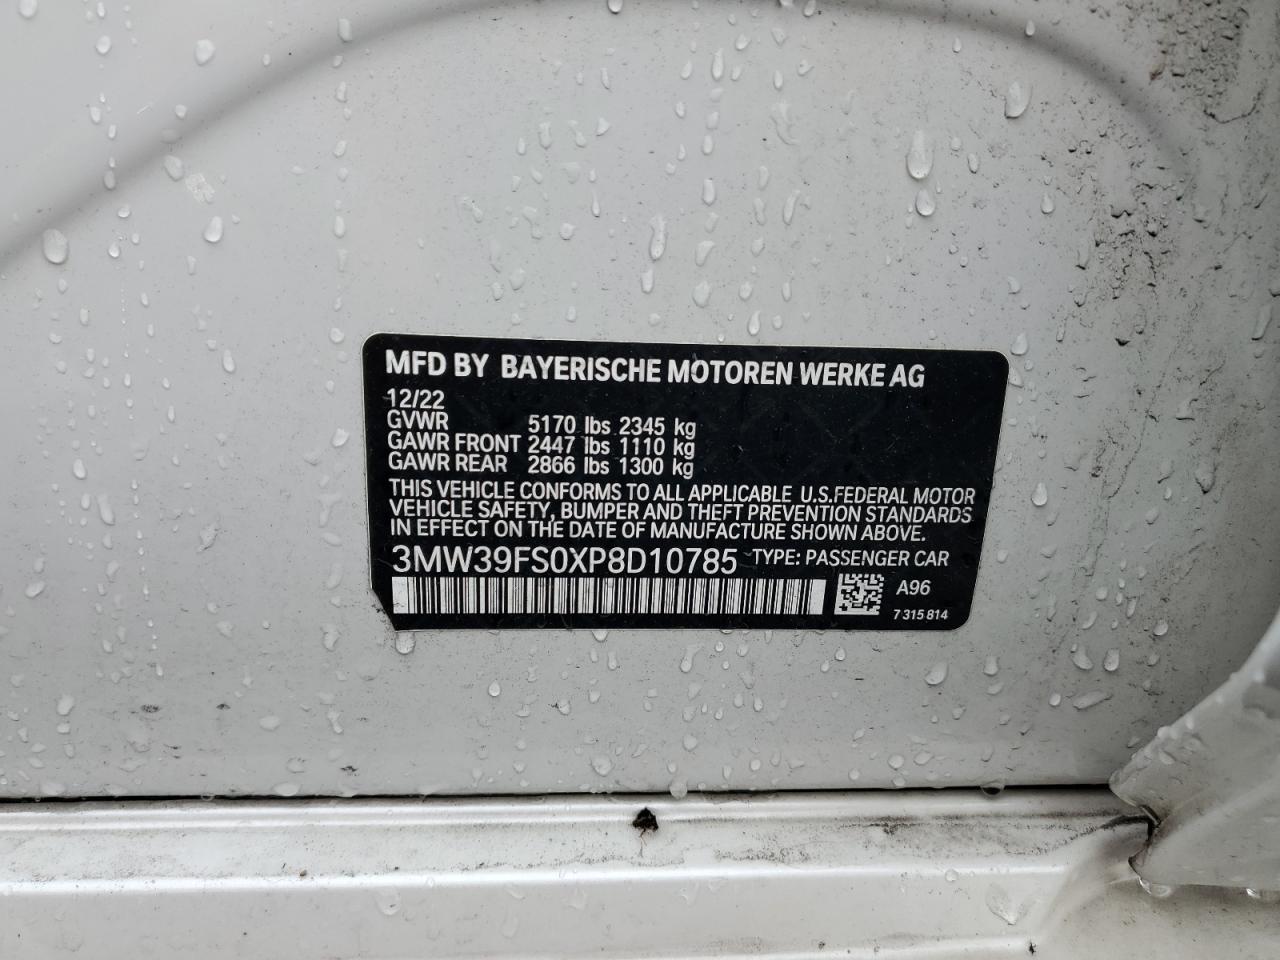 MFD BY BAYERISCHE MOTOREN WERKE AG
12/22
GVWR 5170 lbs 2345 kg
GAWR FRONT 2447 lbs 1110 kg
GAWR REAR 2866 lbs 1300 kg
THIS VEHICLE CONFORMS TO ALL APPLICABLE U.S.FEDERAL MOTOR
VEHICLE SAFETY, BUMPER AND THEFT PREVENTION STANDARDS
IN EFFECT ON THE DATE OF MANUFACTURE SHOWN ABOVE.
3MW39FS0XP8D10785 TYPE: PASSENGER CAR
A96
7 315 814